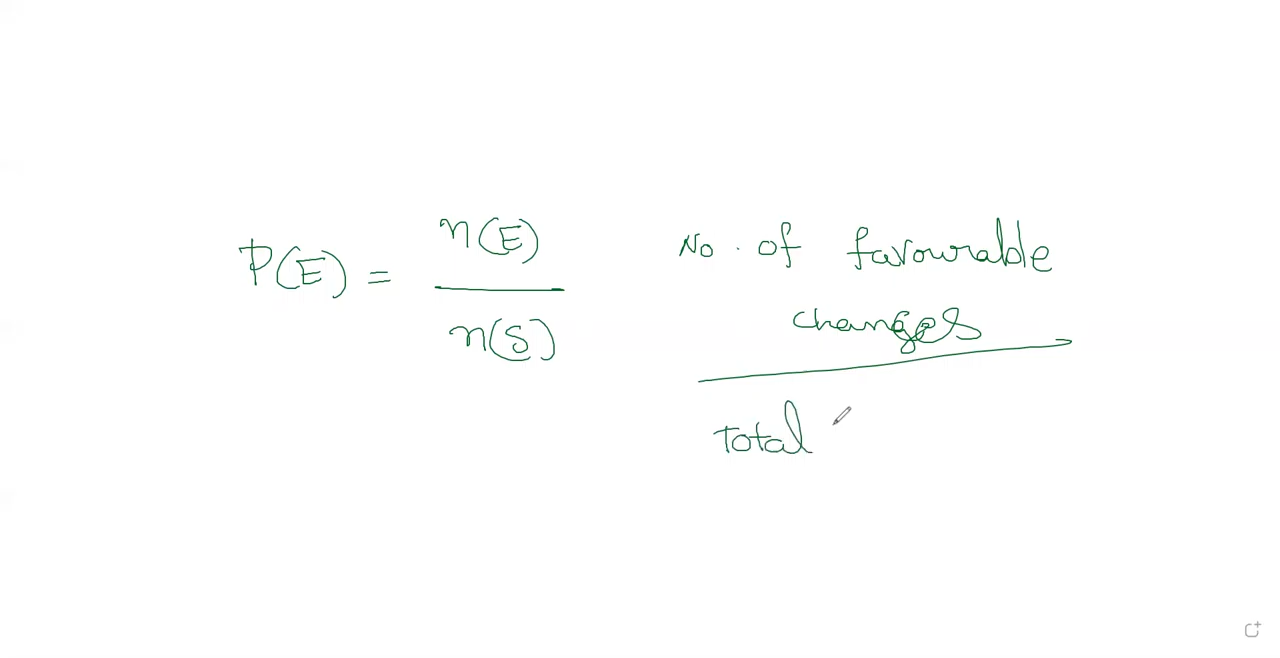 P(E) = n(E) / n(S)
No. of favourable
changes
Total